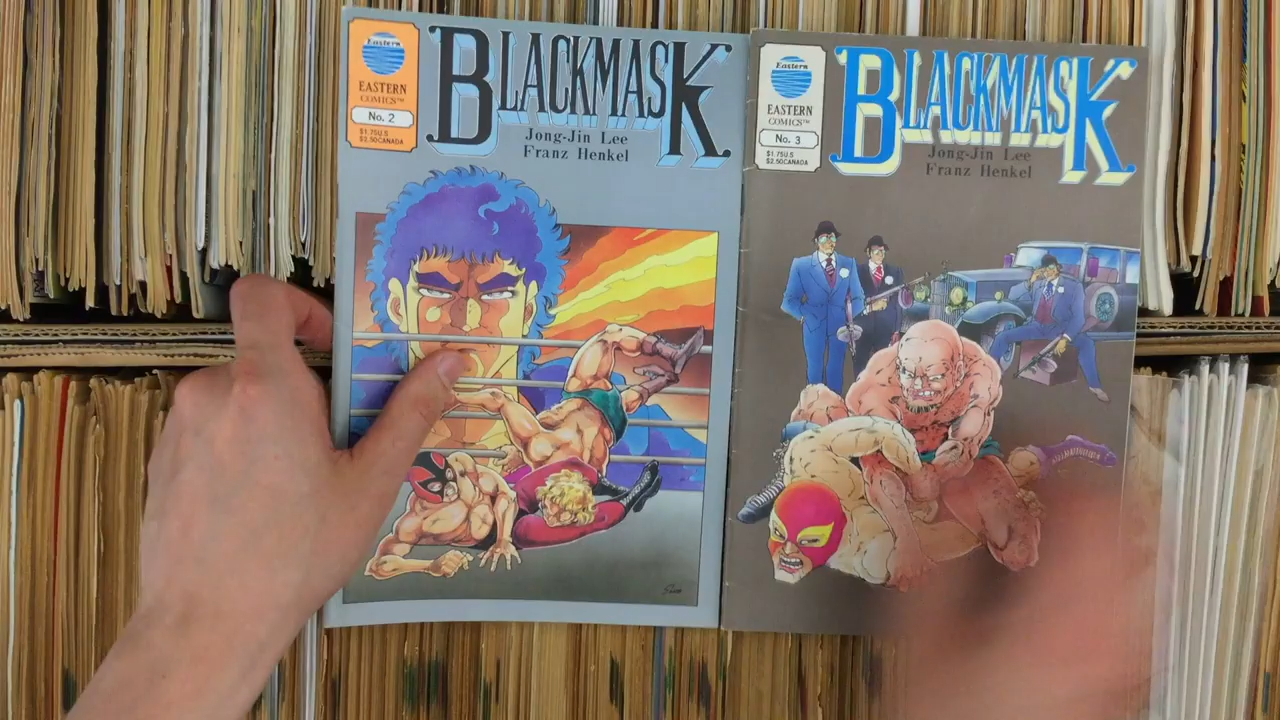 Eastern
EASTERN
COMICS™
No. 2
$1.75U.S
$2.50CANADA
BLACKMASK
Jong-Jin Lee
Franz Henkel
Eastern
EASTERN
COMICS™
No. 3
$1.75U.S
$2.50CANADA
BLACKMASK
Jong-Jin Lee
Franz Henkel